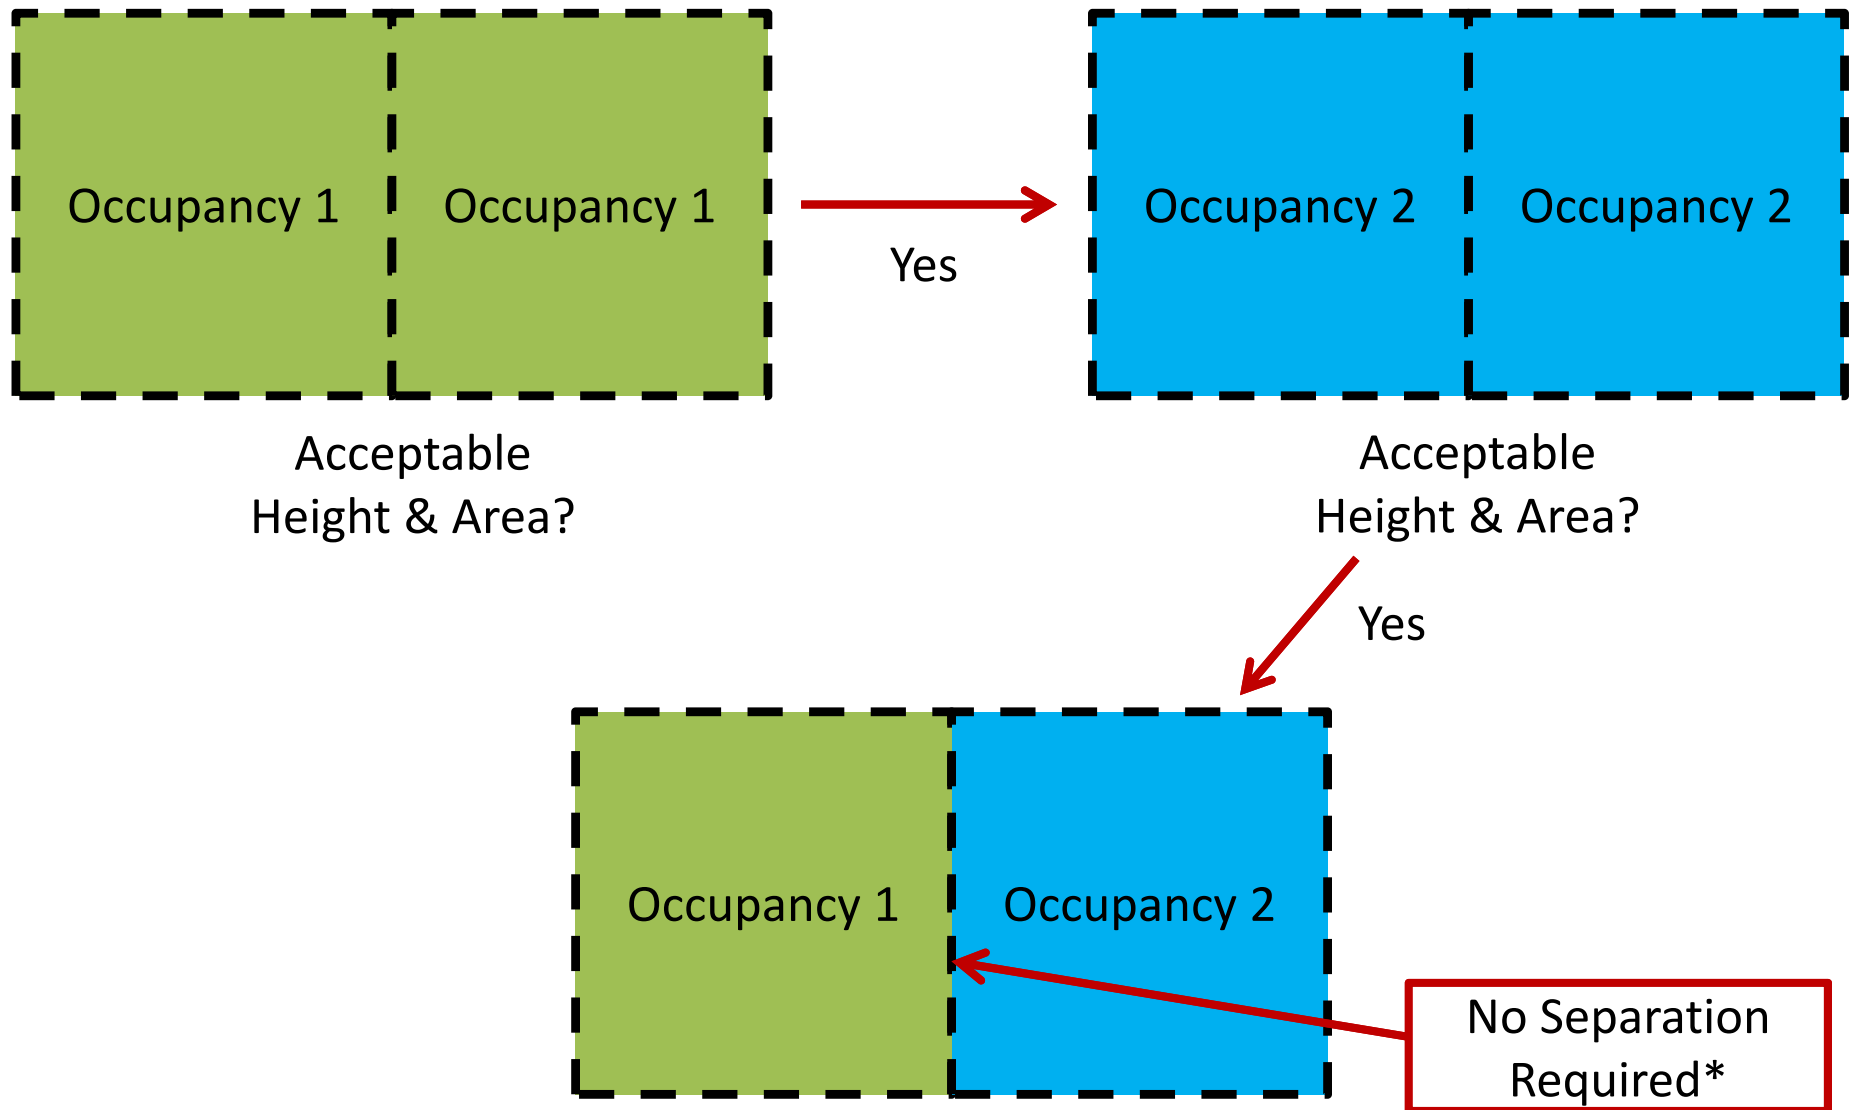 Occupancy 1
Occupancy 1
Yes
Occupancy 2
Occupancy 2
Acceptable
Height & Area?
Acceptable
Height & Area?
Yes
Occupancy 1
Occupancy 2
No Separation
Required*